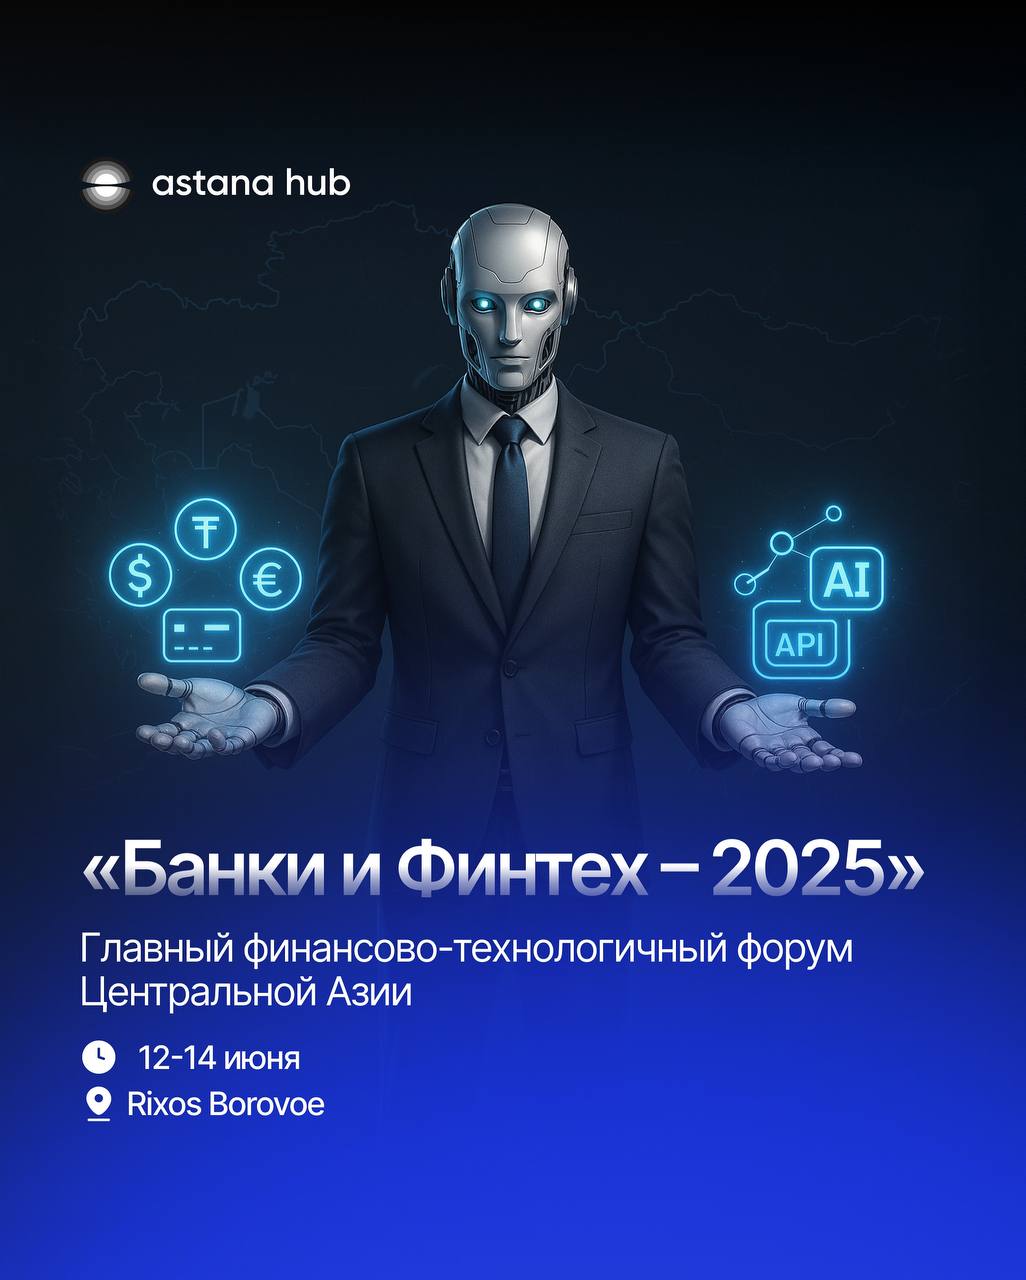 astana hub
₸
$
€
AI
API
«Банки и Финтех – 2025»
Главный финансово-технологичный форум
Центральной Азии
12-14 июня
Rixos Borovoe